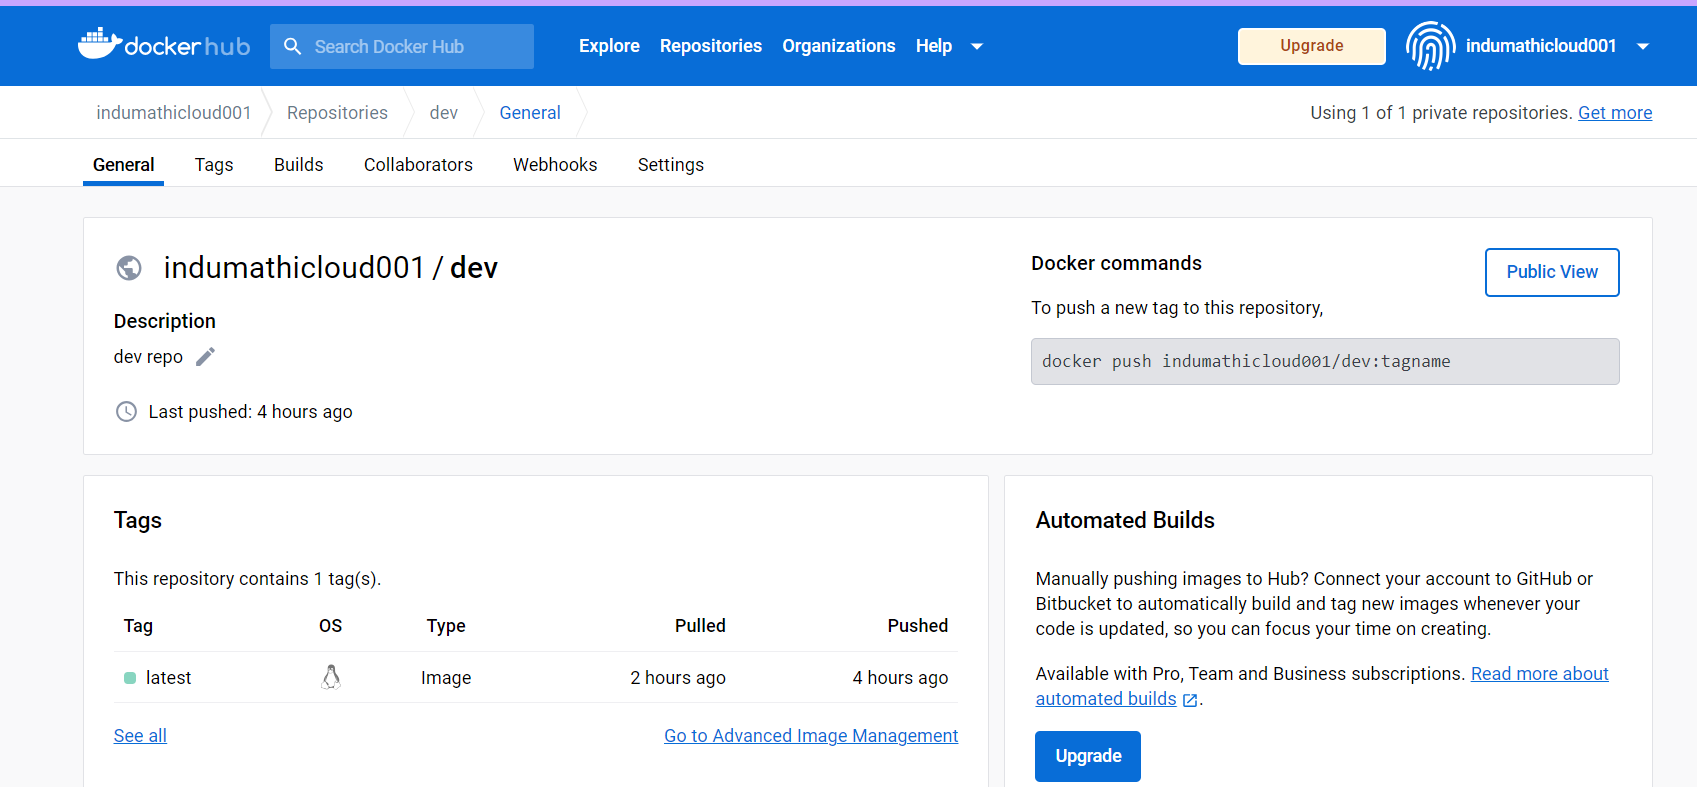 docker hub
Search Docker Hub
Explore Repositories Organizations Help
Upgrade
indumathicloud001
indumathicloud001 Repositories dev General
Using 1 of 1 private repositories. Get more
General Tags Builds Collaborators Webhooks Settings
indumathicloud001 / dev
Description
dev repo
Last pushed: 4 hours ago
Docker commands
Public View
To push a new tag to this repository,
docker push indumathicloud001/dev:tagname
Tags
This repository contains 1 tag(s).
Tag OS Type Pulled Pushed
latest Image 2 hours ago 4 hours ago
See all
Go to Advanced Image Management
Automated Builds
Manually pushing images to Hub? Connect your account to GitHub or
Bitbucket to automatically build and tag new images whenever your
code is updated, so you can focus your time on creating.
Available with Pro, Team and Business subscriptions. Read more about
automated builds.
Upgrade